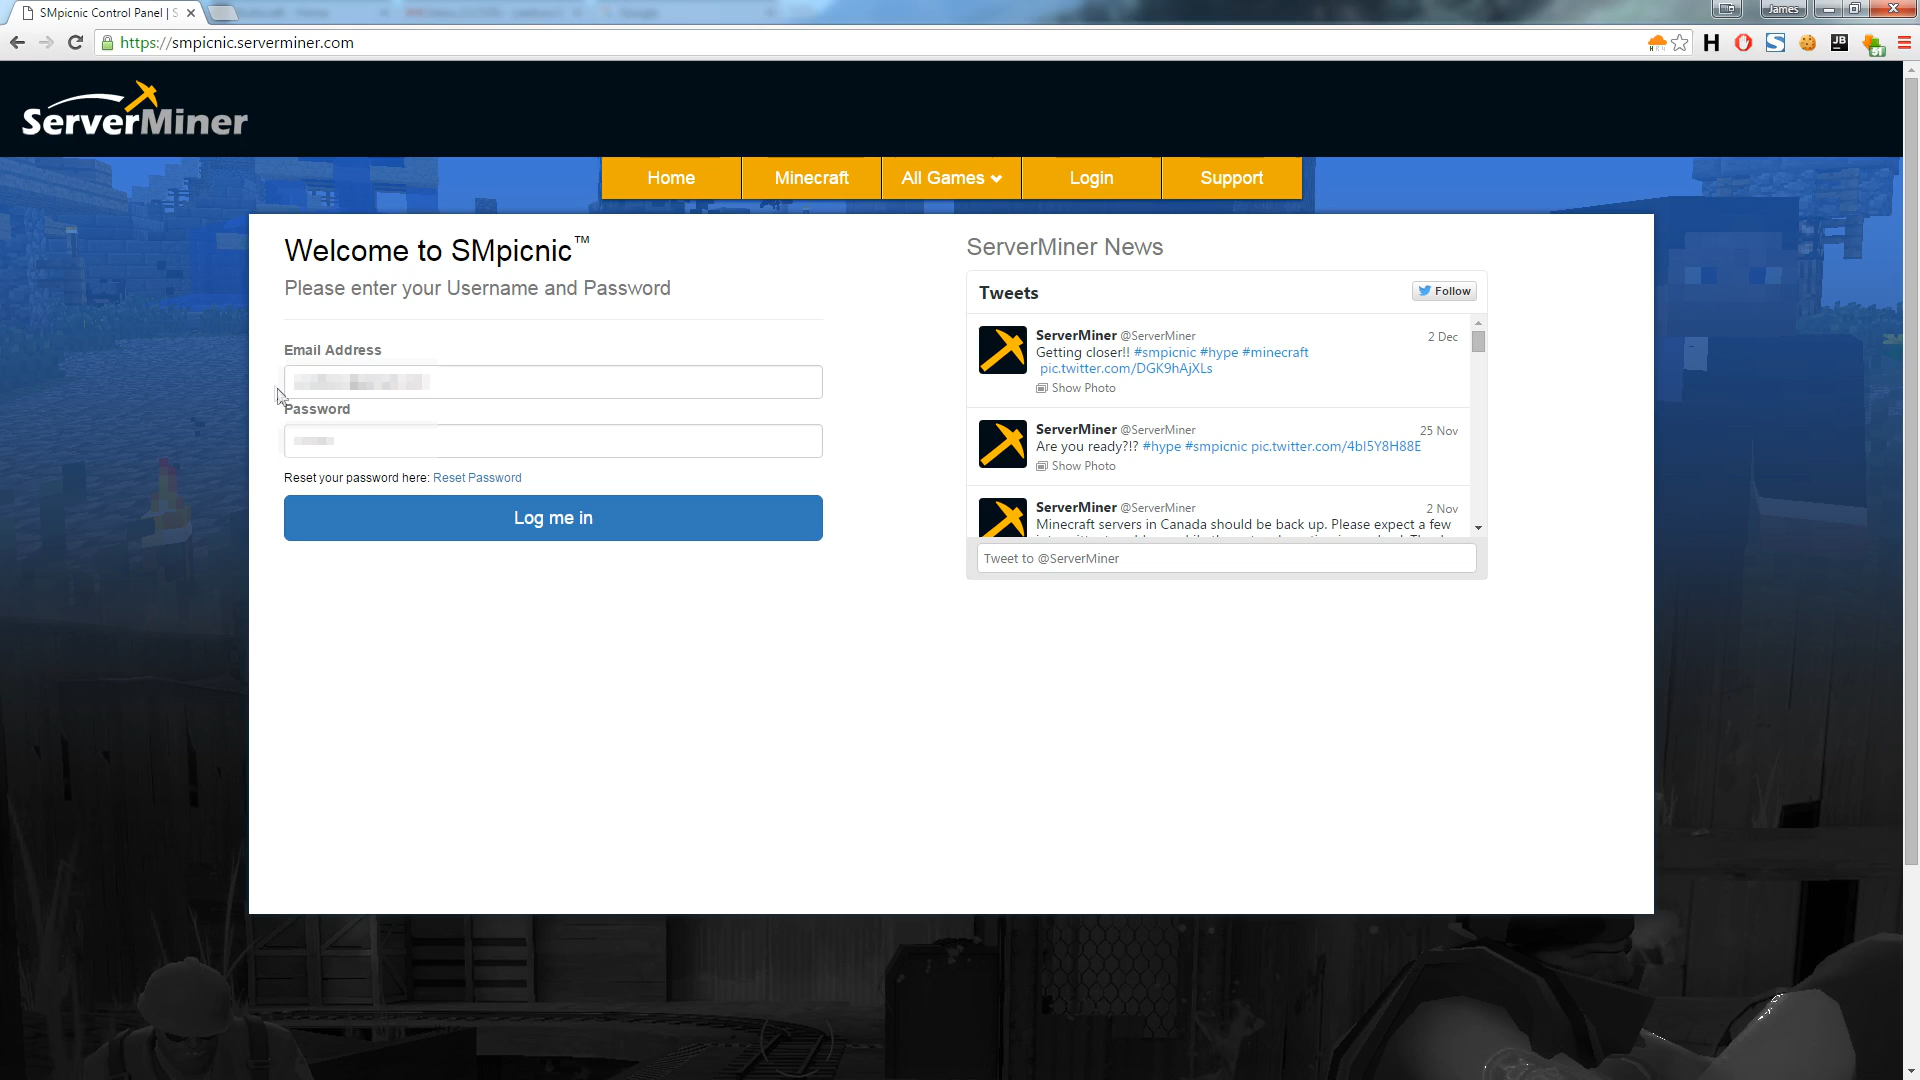 SMpicnic Control Panel | S
James
https://smpicnic.serverminer.com
ServerMiner
Home
Minecraft
All Games
Login
Support
Welcome to SMpicnic™
Please enter your Username and Password
Email Address
Password
Reset your password here: Reset Password
Log me in
ServerMiner News
Tweets
Follow
ServerMiner @ServerMiner 2 Dec
Getting closer!! #smpicnic #hype #minecraft
pic.twitter.com/DGK9hAjXLs
Show Photo
ServerMiner @ServerMiner 25 Nov
Are you ready?!? #hype #smpicnic pic.twitter.com/4bI5Y8H88E
Show Photo
ServerMiner @ServerMiner 2 Nov
Minecraft servers in Canada should be back up. Please expect a few
Tweet to @ServerMiner